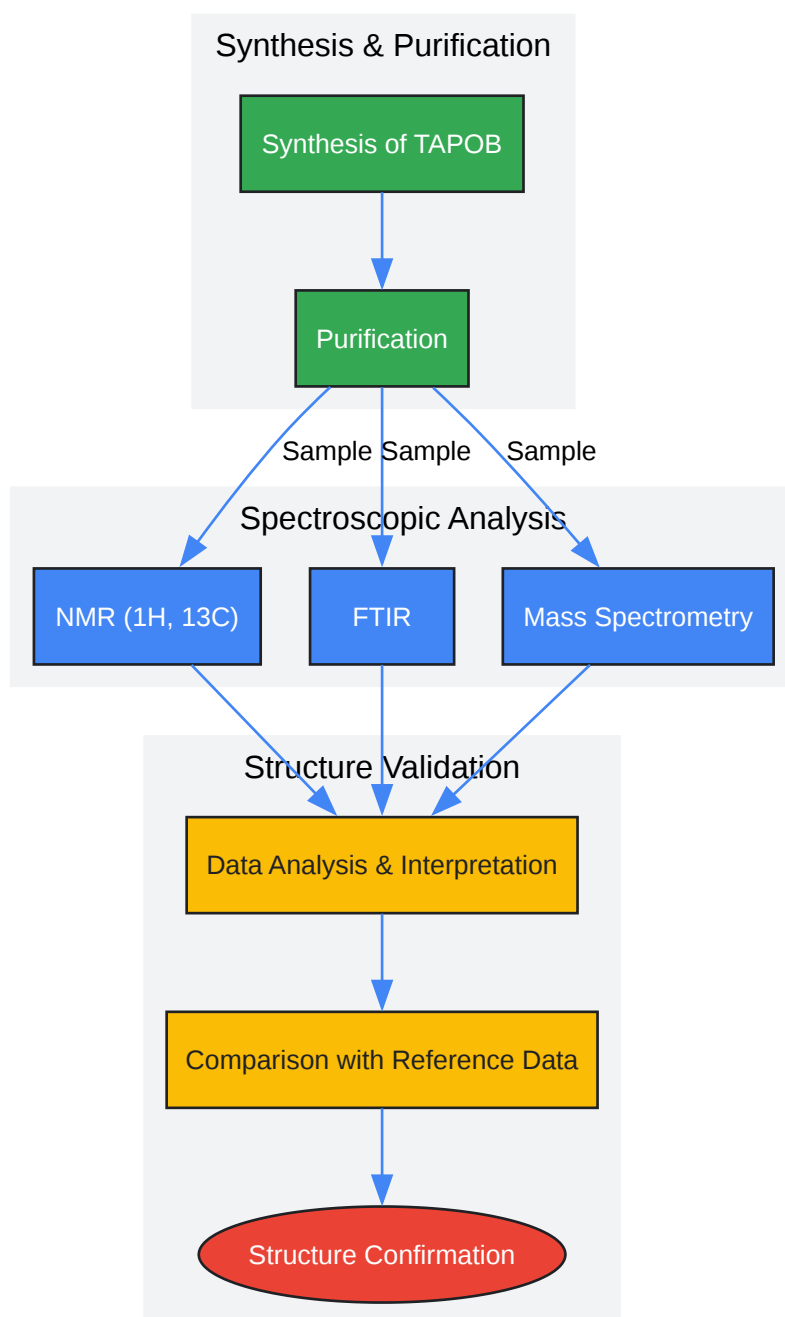 Synthesis & Purification
Synthesis of TAPOB
Purification
Sample
Sample
Sample
Spectroscopic Analysis
NMR (1H, 13C)
FTIR
Mass Spectrometry
Structure Validation
Data Analysis & Interpretation
Comparison with Reference Data
Structure Confirmation